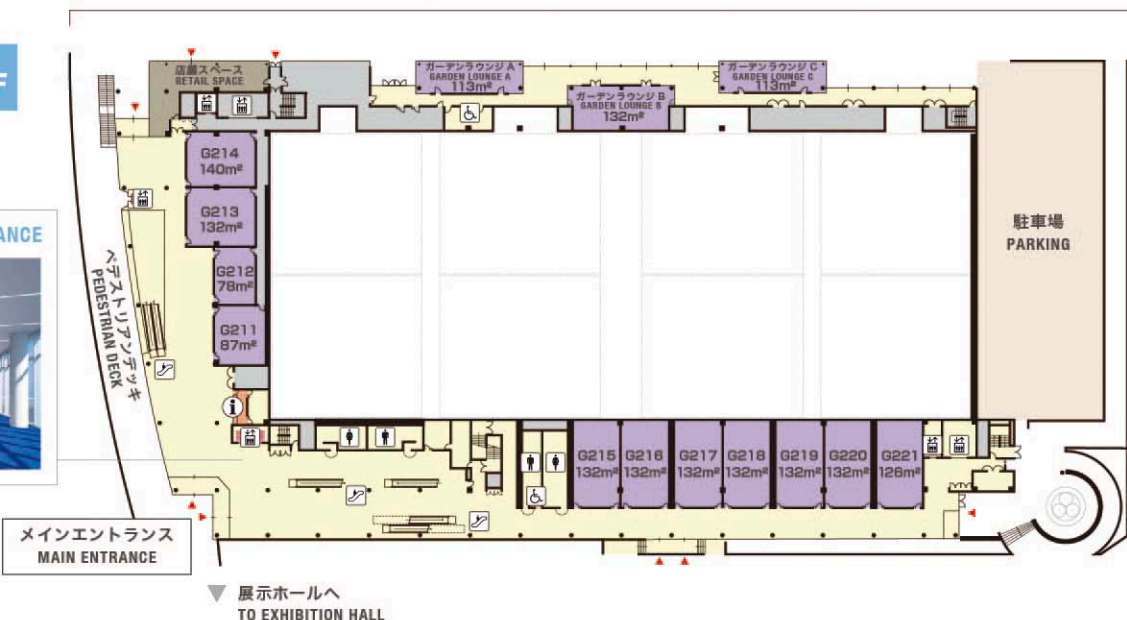 店舗スペース
RETAIL SPACE
ガーデンラウンジ A
GARDEN LOUNGE A
113m²
ガーデンラウンジ B
GARDEN LOUNGE B
132m²
ガーデンラウンジ C
GARDEN LOUNGE C
113m²
G214
140m²
G213
132m²
G212
78m²
G211
87m²
ANCE
ペデストリアンデッキ
PEDESTRIAN DECK
駐車場
PARKING
i
G215
132m²
G216
132m²
G217
132m²
G218
132m²
G219
132m²
G220
132m²
G221
126m²
メインエントランス
MAIN ENTRANCE
展示ホールへ
TO EXHIBITION HALL